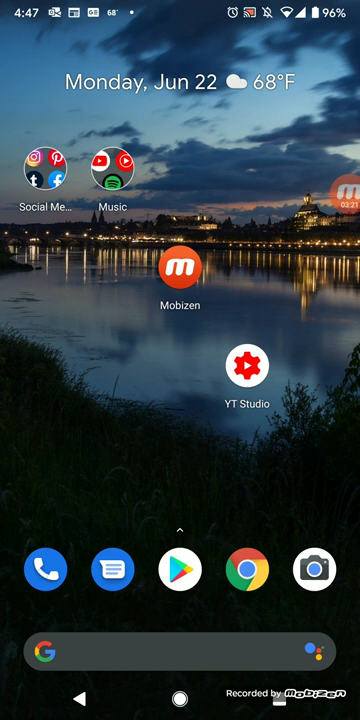 4:47 68° 96%
Monday, Jun 22 68°F
Social Me... Music
03:21
Mobizen
YT Studio
Recorded by mobizen